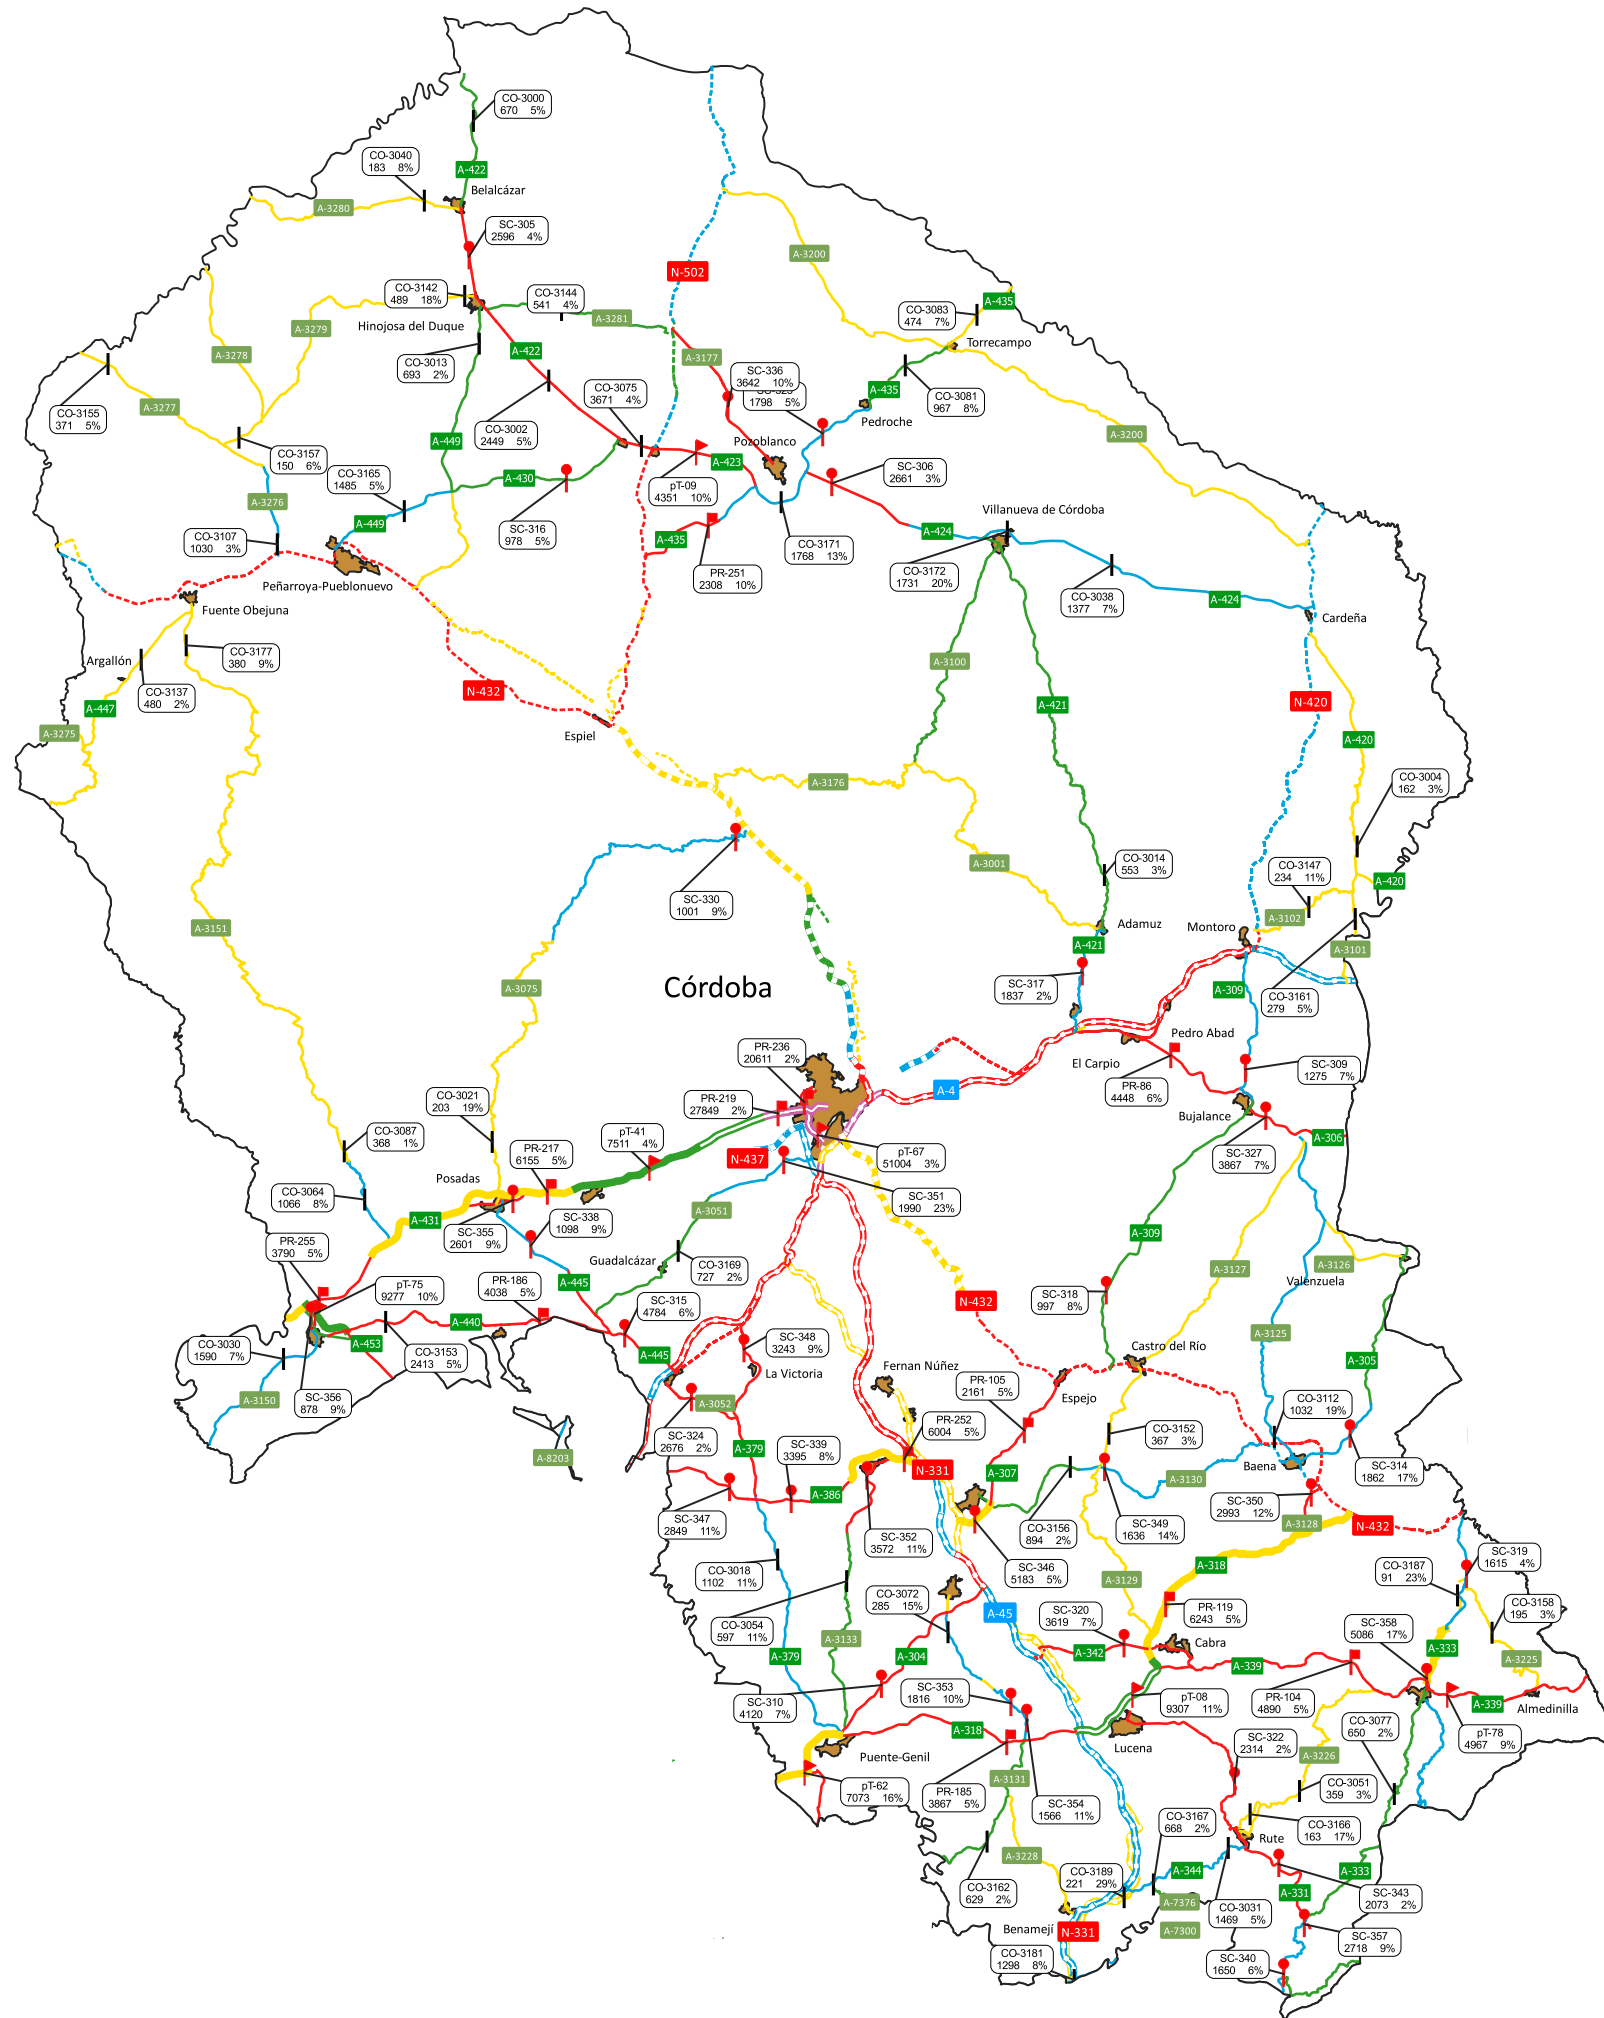 CO-3000
670 5%
CO-3040
183 8%
A-422
Belalcázar
A-3280
SC-305
2596 4%
A-3200
N-502
CO-3142
489 18%
CO-3144
541 4%
A-435
CO-3083
474 7%
A-3281
Hinojosa del Duque
A-3279
Torrecampo
A-3278
A-422
A-3177
CO-3013
693 2%
SC-336
3642 10%
1798 5%
A-435
CO-3081
967 8%
CO-3075
3671 4%
CO-3155
371 5%
A-3277
Pedroche
CO-3002
2449 5%
A-449
Pozoblanco
A-3200
CO-3157
150 6%
A-423
SC-306
2661 3%
CO-3165
1485 5%
A-430
pT-09
4351 10%
A-3276
Villanueva de Córdoba
A-449
SC-316
978 5%
A-424
CO-3107
1030 3%
A-435
CO-3171
1768 13%
PR-251
2308 10%
CO-3172
1731 20%
Peñarroya-Pueblonuevo
CO-3038
1377 7%
A-424
Fuente Obejuna
Cardeña
CO-3177
380 9%
Argallón
A-3100
CO-3137
480 2%
N-432
N-420
A-447
A-421
A-3275
Espiel
A-420
A-3176
CO-3004
162 3%
A-3001
CO-3014
553 3%
CO-3147
234 11%
A-420
SC-330
1001 9%
A-3102
A-3151
Adamuz
Montoro
A-421
A-3101
Córdoba
A-3075
SC-317
1837 2%
A-309
CO-3161
279 5%
Pedro Abad
PR-236
20611 2%
El Carpio
SC-309
1275 7%
A-4
PR-86
4448 6%
CO-3021
203 19%
PR-219
27849 2%
Bujalance
CO-3087
368 1%
pT-41
7511 4%
A-306
PR-217
6155 5%
N-437
pT-67
51004 3%
SC-327
3867 7%
Posadas
CO-3064
1066 8%
SC-351
1990 23%
A-3051
A-431
SC-355
2601 9%
SC-338
1098 9%
A-309
PR-255
3790 5%
Guadalcázar
CO-3169
727 2%
A-3127
A-3126
Valenzuela
pT-75
9277 10%
PR-186
4038 5%
A-445
SC-318
997 8%
N-432
SC-315
4784 6%
A-440
A-453
A-3125
CO-3030
1590 7%
CO-3153
2413 5%
SC-348
3243 9%
Castro del Río
A-445
La Victoria
Fernan Núñez
A-305
PR-105
2161 5%
Espejo
A-3150
SC-356
878 9%
A-3052
CO-3112
1032 19%
PR-252
6004 5%
CO-3152
367 3%
SC-324
2676 2%
A-379
SC-339
3395 8%
A-8203
Baena
SC-314
1862 17%
N-331
A-307
A-3130
A-386
SC-350
2993 12%
SC-347
2849 11%
CO-3156
894 2%
SC-349
1636 14%
A-3128
N-432
SC-352
3572 11%
SC-319
1615 4%
CO-3018
1102 11%
SC-346
5183 5%
A-318
CO-3187
91 23%
A-3129
CO-3072
285 15%
CO-3158
195 3%
A-45
SC-320
3619 7%
PR-119
6243 5%
SC-358
5086 17%
CO-3054
597 11%
A-3133
A-333
Cabra
A-379
A-304
A-342
A-339
A-3225
SC-353
1816 10%
SC-310
4120 7%
pT-08
9307 11%
PR-104
4890 5%
A-339
Almedinilla
A-318
CO-3077
650 2%
pT-78
4967 9%
Lucena
SC-322
2314 2%
Puente-Genil
A-3226
A-3131
pT-62
7073 16%
PR-185
3867 5%
CO-3051
359 3%
SC-354
1566 11%
CO-3167
668 2%
CO-3166
163 17%
Rute
A-3228
CO-3189
221 29%
A-344
A-333
CO-3162
629 2%
A-331
SC-343
2073 2%
A-7376
CO-3031
1469 5%
Benamejí
N-331
A-7300
SC-357
2718 9%
CO-3181
1298 8%
SC-340
1650 6%